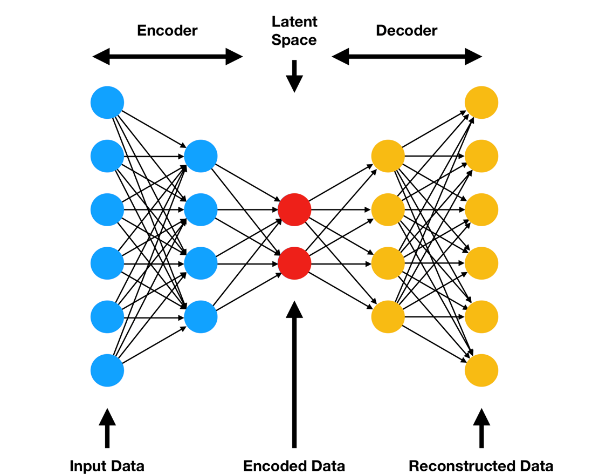 Encoder
Latent
Space
Decoder
Input Data
Encoded Data
Reconstructed Data